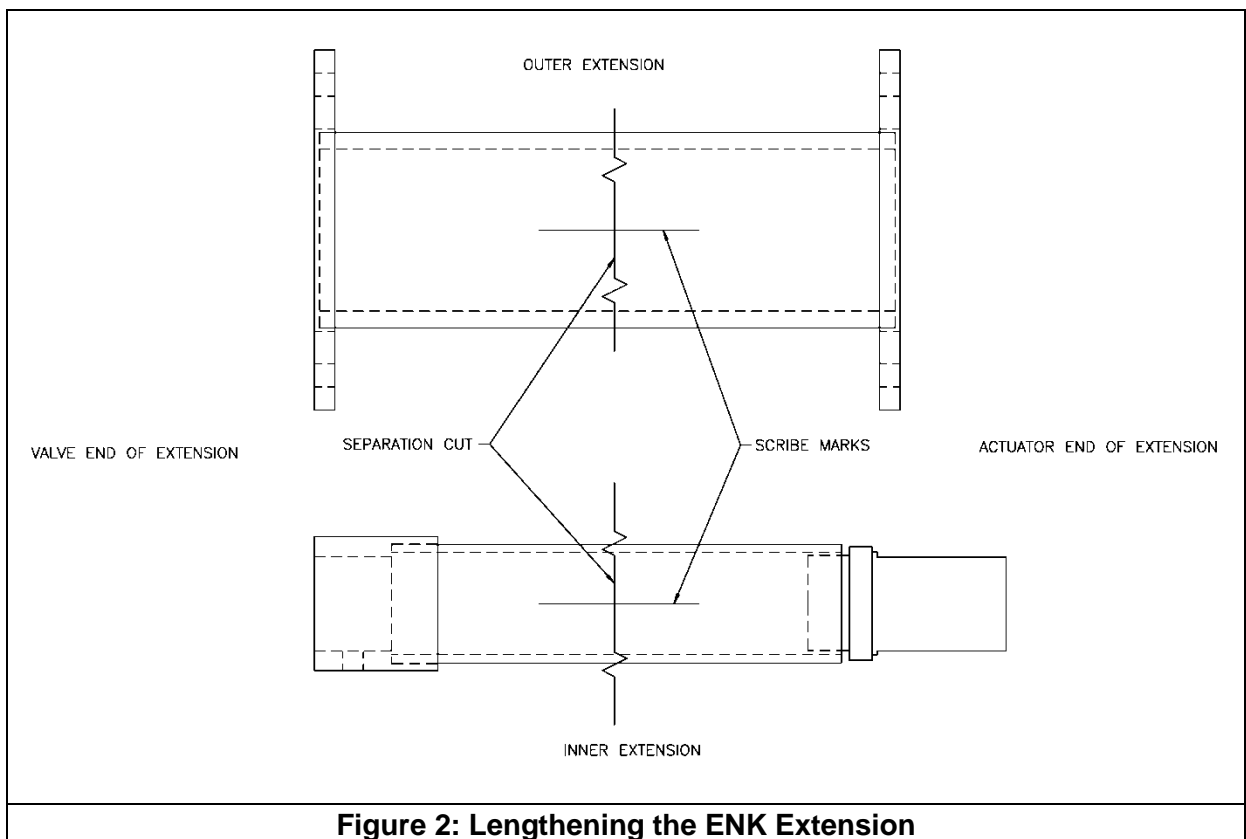 OUTER EXTENSION
VALVE END OF EXTENSION
SEPARATION CUT
SCRIBE MARKS
ACTUATOR END OF EXTENSION
INNER EXTENSION
Figure 2: Lengthening the ENK Extension